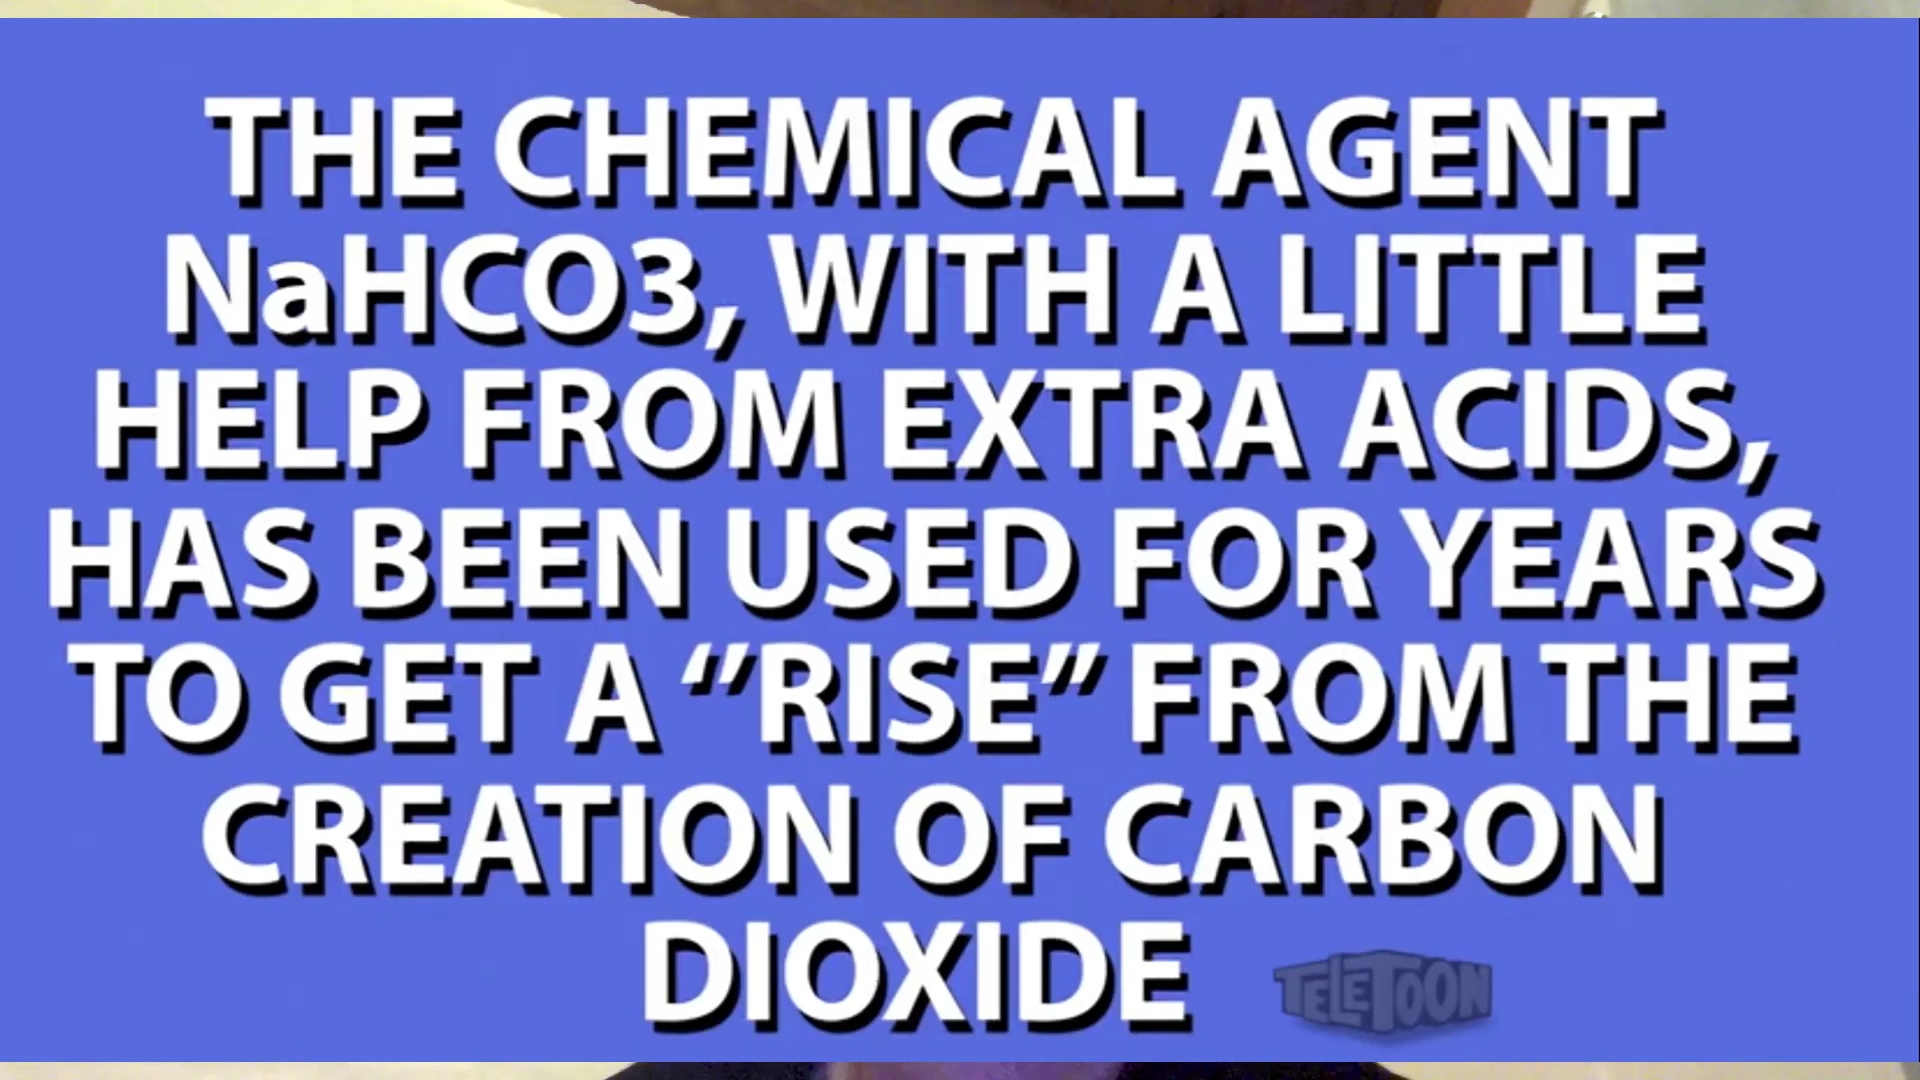 THE CHEMICAL AGENT
NaHCO3, WITH A LITTLE
HELP FROM EXTRA ACIDS,
HAS BEEN USED FOR YEARS
TO GET A “RISE” FROM THE
CREATION OF CARBON
DIOXIDE
TELETOON